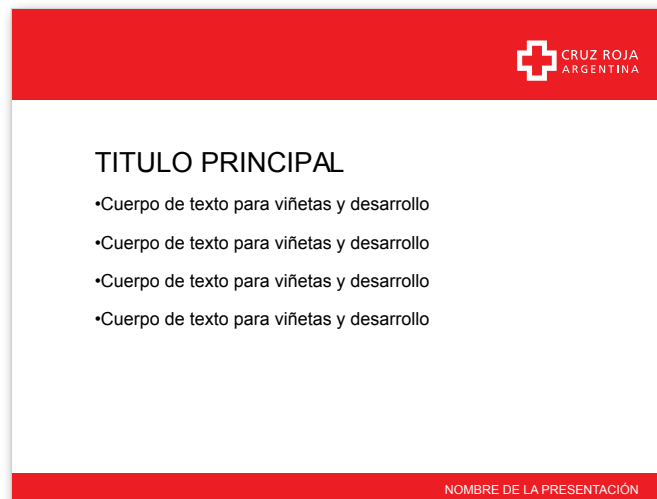 CRUZ ROJA
ARGENTINA
TITULO PRINCIPAL
•Cuerpo de texto para viñetas y desarrollo
•Cuerpo de texto para viñetas y desarrollo
•Cuerpo de texto para viñetas y desarrollo
•Cuerpo de texto para viñetas y desarrollo
NOMBRE DE LA PRESENTACIÓN